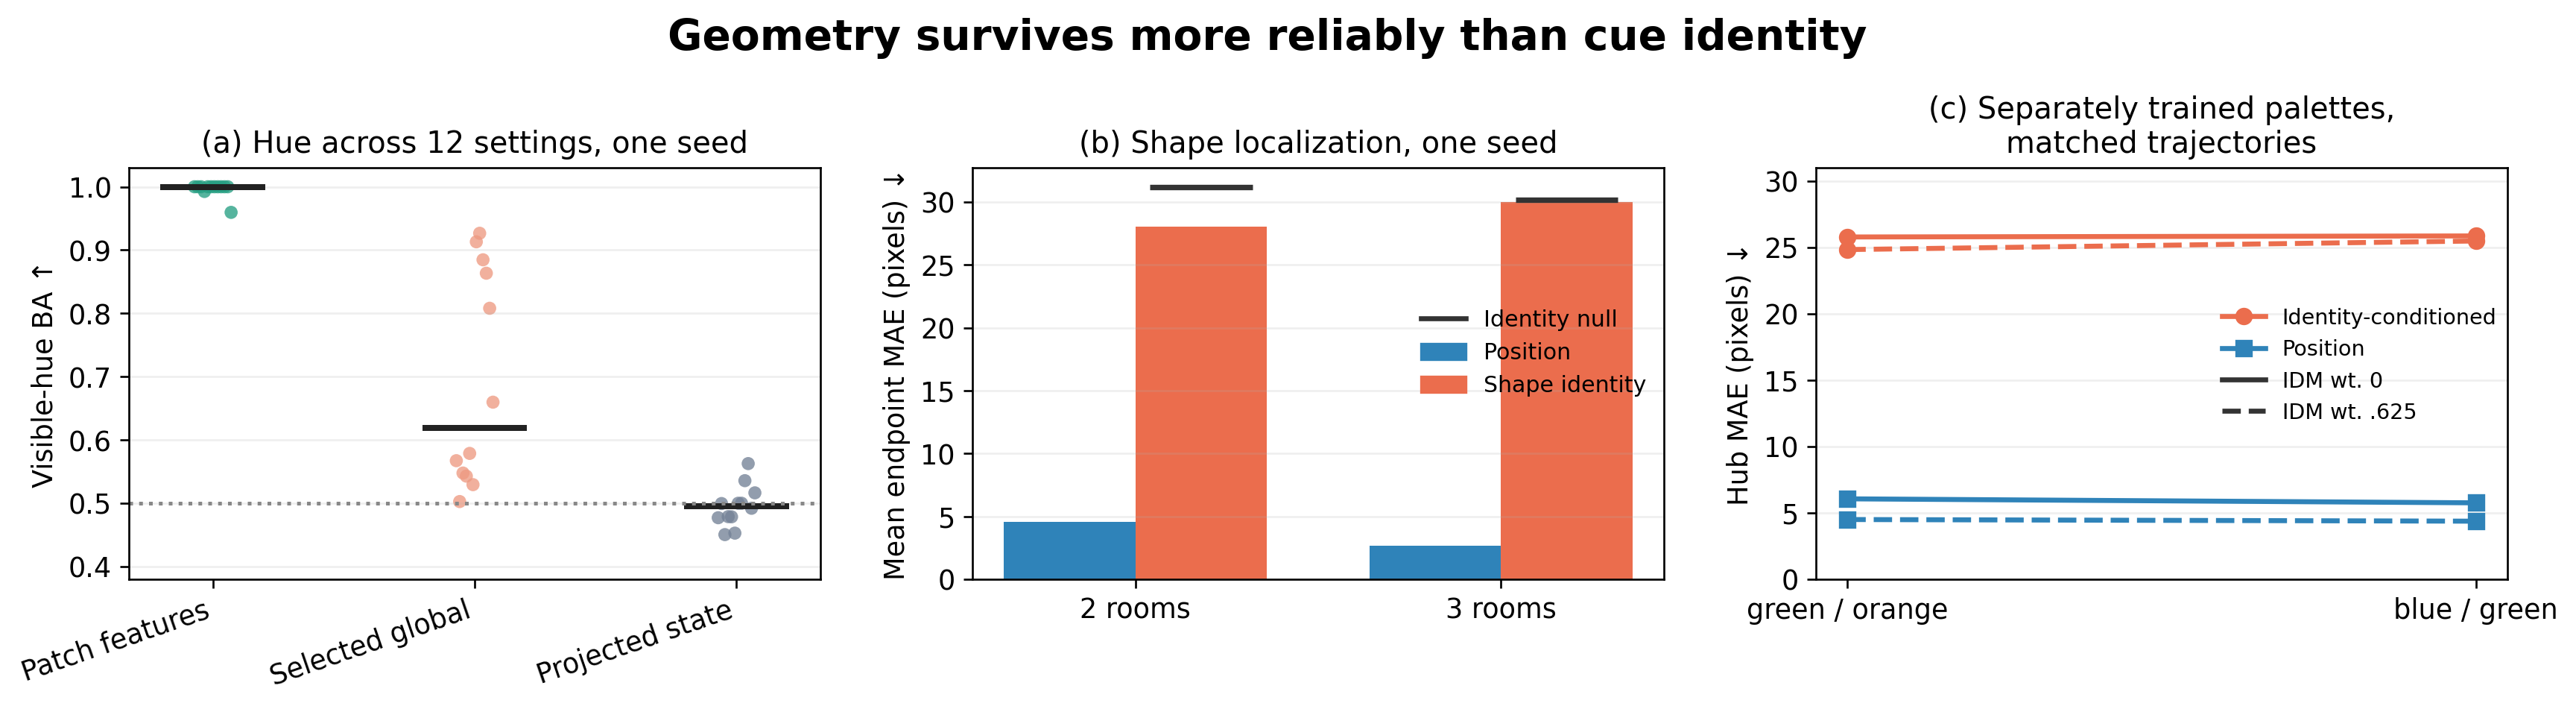 Geometry survives more reliably than cue identity
(a) Hue across 12 settings, one seed
Visible-hue BA ↑
1.0
0.9
0.8
0.7
0.6
0.5
0.4
Patch features
Selected global
Projected state
(b) Shape localization, one seed
Mean endpoint MAE (pixels) ↓
30
25
20
15
10
5
0
Identity null
Position
Shape identity
2 rooms
3 rooms
(c) Separately trained palettes,
matched trajectories
Hub MAE (pixels) ↓
30
25
20
15
10
5
0
Identity-conditioned
Position
IDM wt. 0
IDM wt. .625
green / orange
blue / green